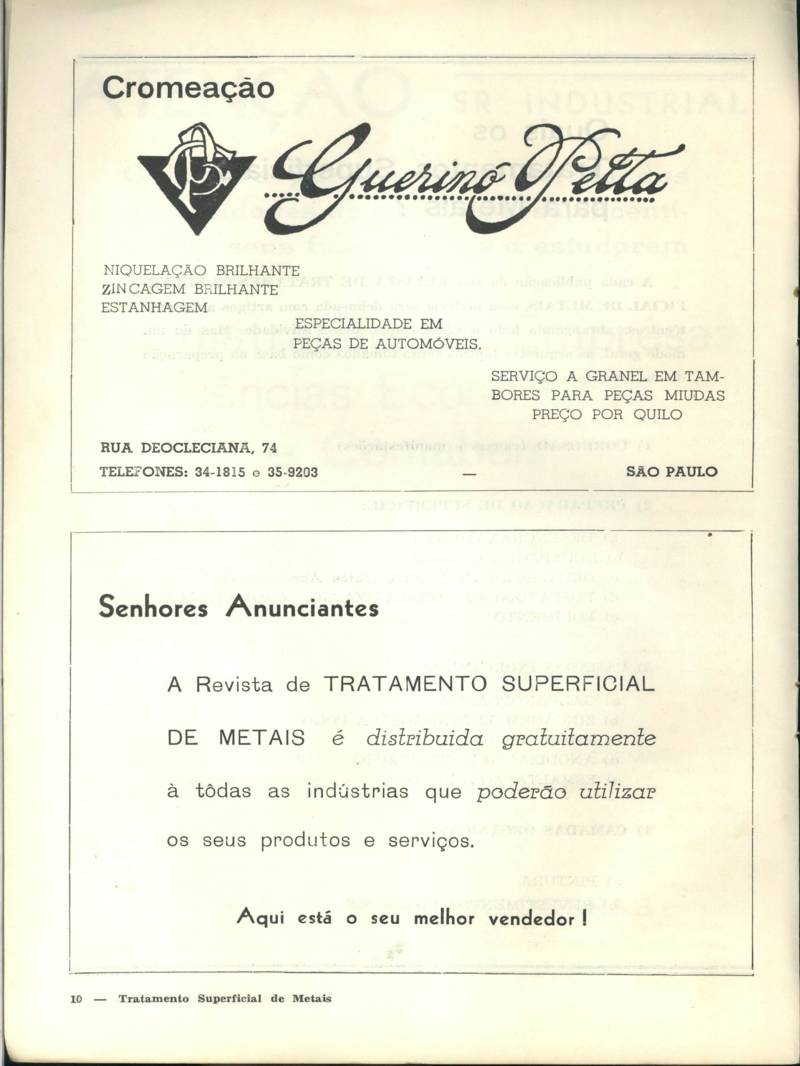 Cromeação
Guerino Petta
NIQUELAÇÃO BRILHANTE
ZINCAGEM BRILHANTE
ESTANHAGEM
ESPECIALIDADE EM
PEÇAS DE AUTOMÓVEIS.
SERVIÇO A GRANEL EM TAM-
BORES PARA PEÇAS MIUDAS
PREÇO POR QUILO
RUA DEOCLECIANA, 74
TELEFONES: 34-1815 e 35-9203 — SÃO PAULO
Senhores Anunciantes
A Revista de TRATAMENTO SUPERFICIAL
DE METAIS é distribuida gratuitamente
à tôdas as indústrias que poderão utilizar
os seus produtos e serviços.
Aqui está o seu melhor vendedor!
10 — Tratamento Superficial de Metais